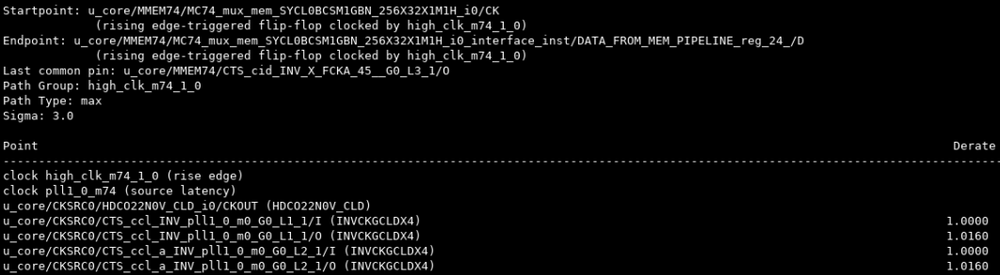 Startpoint: u_core/MMEM74/MC74_mux_mem_SYCL0BCSM1GBN_256X32X1M1H_i0/CK
(rising edge-triggered flip-flop clocked by high_clk_m74_1_0)
Endpoint: u_core/MMEM74/MC74_mux_mem_SYCL0BCSM1GBN_256X32X1M1H_i0_interface_inst/DATA_FROM_MEM_PIPELINE_reg_24_/D
(rising edge-triggered flip-flop clocked by high_clk_m74_1_0)
Last common pin: u_core/MMEM74/CTS_cid_INV_X_FCKA_45__G0_L3_1/O
Path Group: high_clk_m74_1_0
Path Type: max
Sigma: 3.0
Point Derate
--------------------------------------------------------------------------------------------------------------------------------------------
clock high_clk_m74_1_0 (rise edge)
clock pll1_0_m74 (source latency)
u_core/CKSRC0/HDCO22N0V_CLD_i0/CKOUT (HDCO22N0V_CLD)
u_core/CKSRC0/CTS_ccl_INV_pll1_0_m0_G0_L1_1/I (INVCKGCLDX4) 1.0000
u_core/CKSRC0/CTS_ccl_INV_pll1_0_m0_G0_L1_1/O (INVCKGCLDX4) 1.0160
u_core/CKSRC0/CTS_ccl_a_INV_pll1_0_m0_G0_L2_1/I (INVCKGCLDX4) 1.0000
u_core/CKSRC0/CTS_ccl_a_INV_pll1_0_m0_G0_L2_1/O (INVCKGCLDX4) 1.0160